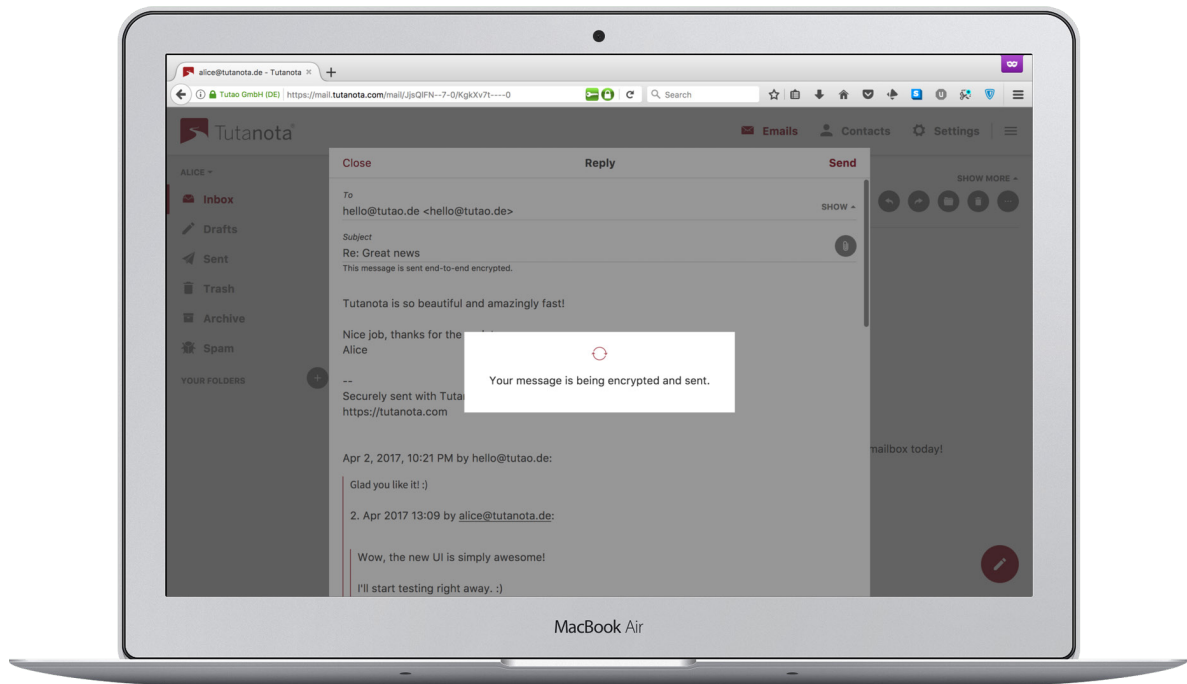 alice@tutanota.de - Tutanota
Tutao GmbH (DE) https://mail.tutanota.com/mail/JjsQlFN--7-0/KgkXv7t----0 Search
Tutanota Emails Contacts Settings
ALICE
Inbox
Drafts
Sent
Trash
Archive
Spam
YOUR FOLDERS
Close Reply Send
SHOW MORE
To
hello@tutao.de <hello@tutao.de> SHOW
Subject
Re: Great news
This message is sent end-to-end encrypted.
Tutanota is so beautiful and amazingly fast!
Nice job, thanks for the
Alice
Your message is being encrypted and sent.
--
Securely sent with Tuta
https://tutanota.com
mailbox today!
Apr 2, 2017, 10:21 PM by hello@tutao.de:
Glad you like it! :)
2. Apr 2017 13:09 by alice@tutanota.de:
Wow, the new UI is simply awesome!
I'll start testing right away. :)
MacBook Air